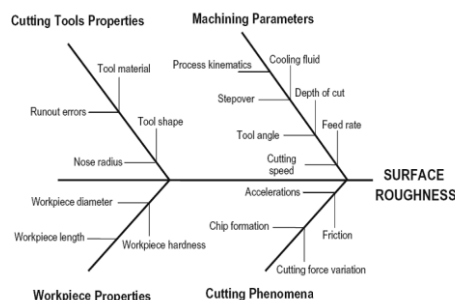 Cutting Tools Properties
Machining Parameters
Tool material
Runout errors
Tool shape
Nose radius
Process kinematics
Cooling fluid
Stepover
Depth of cut
Tool angle
Feed rate
Cutting
speed
SURFACE
ROUGHNESS
Workpiece diameter
Workpiece length
Workpiece hardness
Accelerations
Chip formation
Friction
Cutting force variation
Workpiece Properties
Cutting Phenomena